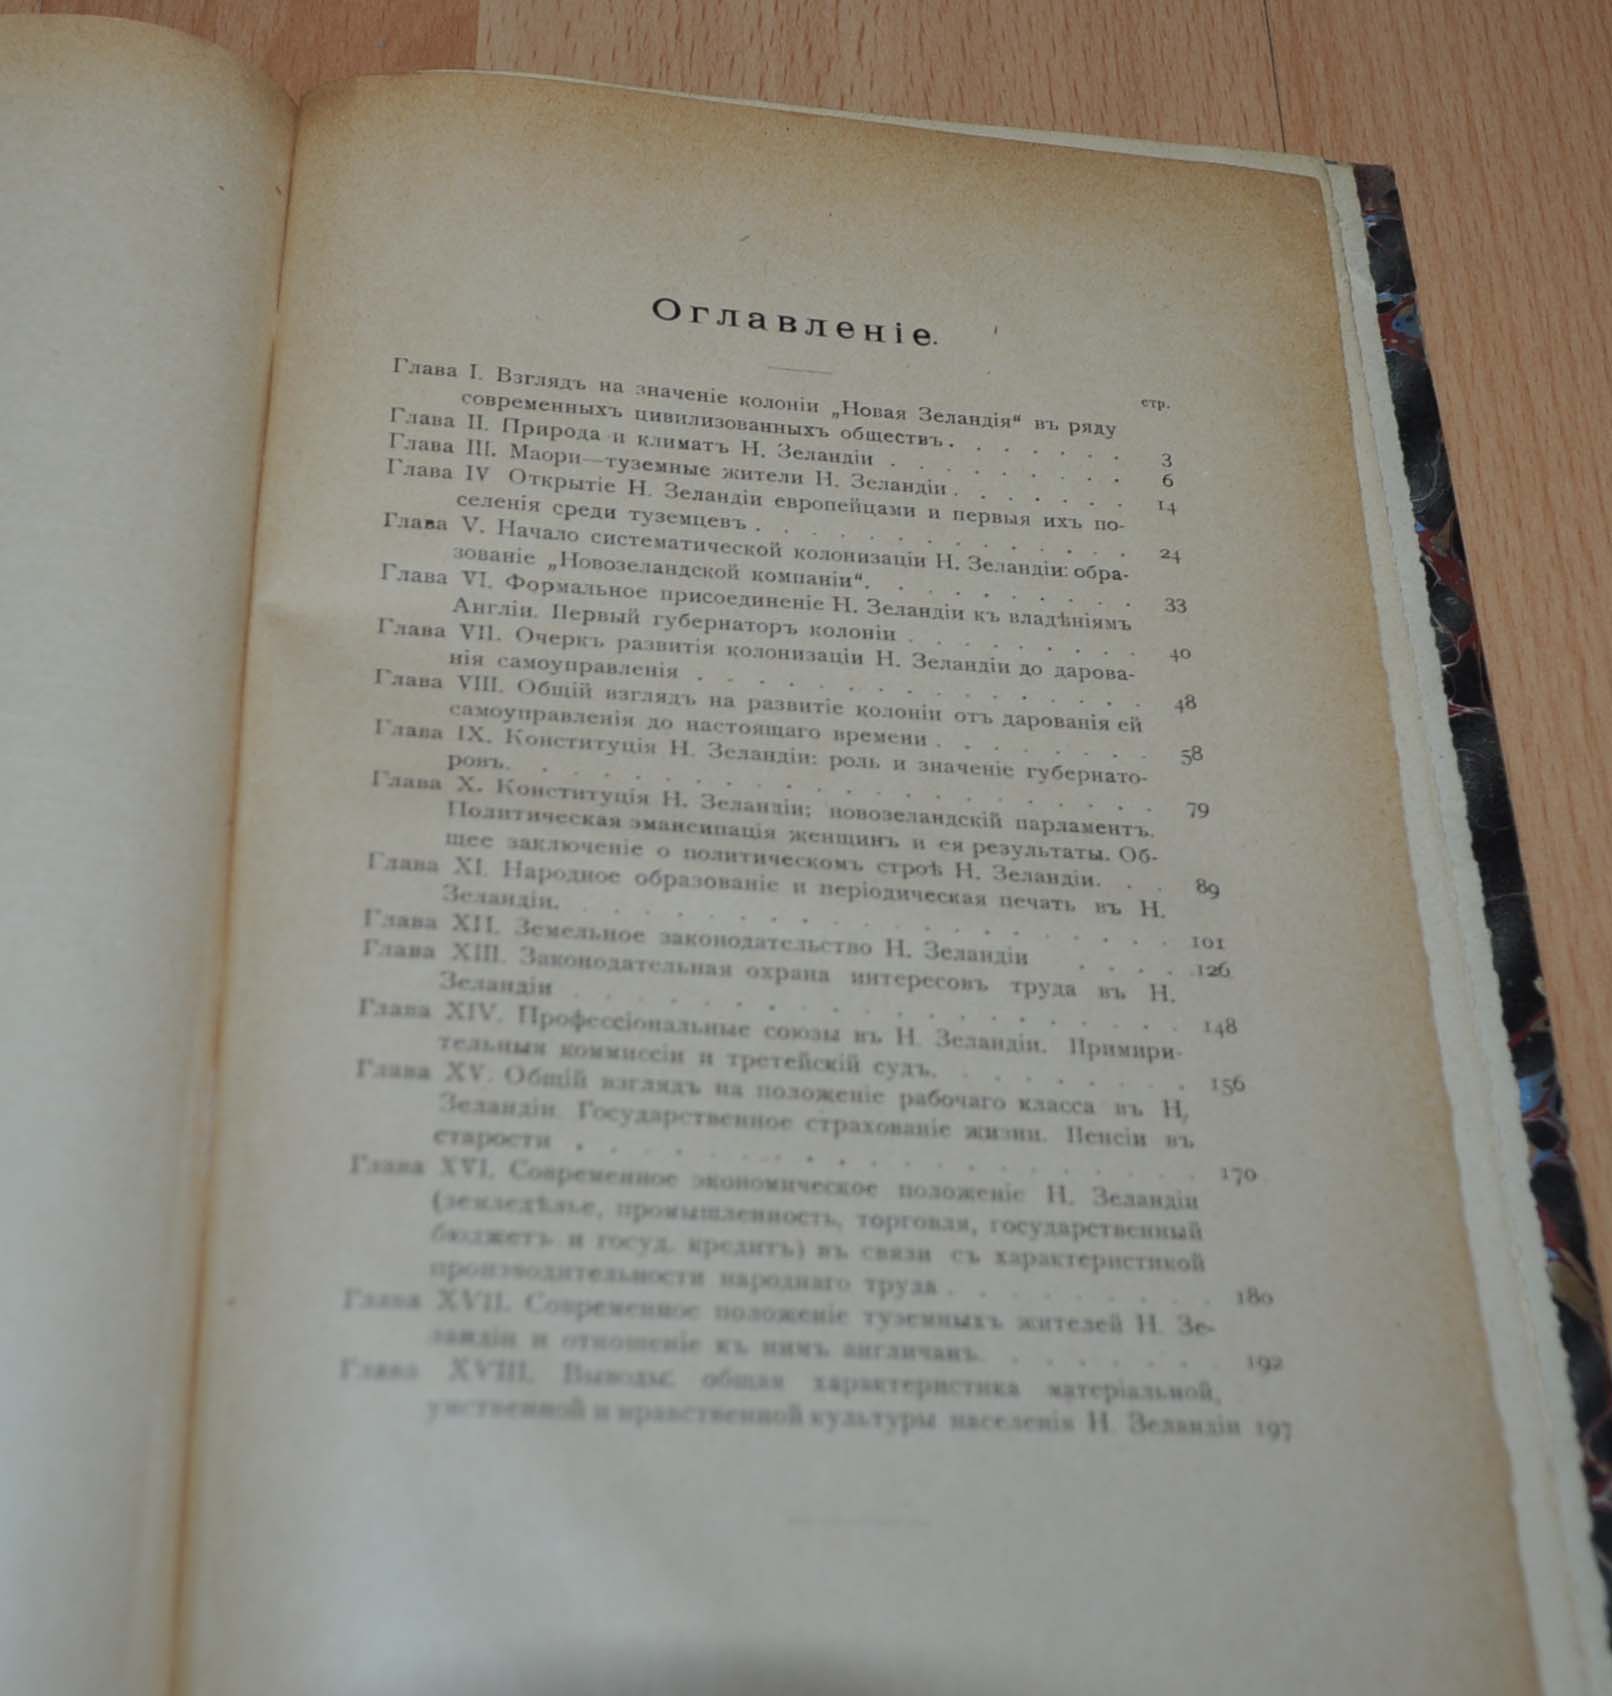 Оглавленіе.
стр.
Глава I. Взглядъ на значеніе колоніи „Новая Зеландія“ въ ряду
современныхъ цивилизованныхъ обществъ. . . . . . . . 3
Глава II. Природа и климатъ Н. Зеландіи . . . . . . . . . 6
Глава III. Маори—туземные жители Н. Зеландіи . . . . . . . 14
Глава IV Открытіе Н. Зеландіи европейцами и первыя ихъ по-
селенія среди туземцевъ . . . . . . . . . . . . . . 24
Глава V. Начало систематической колонизаціи Н. Зеландіи: обра-
зованіе „Новозеландской компаніи“. . . . . . . . . . 33
Глава VI. Формальное присоединеніе Н. Зеландіи къ владѣніямъ
Англіи. Первый губернаторъ колоніи . . . . . . . . . 40
Глава VII. Очеркъ развитія колонизаціи Н. Зеландіи до дарова-
нія самоуправленія . . . . . . . . . . . . . . . . 48
Глава VIII. Общій взглядъ на развитіе колоніи отъ дарованія ей
самоуправленія до настоящаго времени . . . . . . . . 58
Глава IX. Конституція Н. Зеландіи: роль и значеніе губернато-
ровъ. . . . . . . . . . . . . . . . . . . . . . 79
Глава X. Конституція Н. Зеландіи; новозеландскій парламентъ.
Политическая эмансипація женщинъ и ея результаты. Об-
щее заключеніе о политическомъ строѣ Н. Зеландіи. . . 89
Глава XI. Народное образованіе и періодическая печать въ Н.
Зеландіи. . . . . . . . . . . . . . . . . . . . . 101
Глава XII. Земельное законодательство Н. Зеландіи . . . . 126
Глава XIII. Законодательная охрана интересовъ труда въ Н.
Зеландіи . . . . . . . . . . . . . . . . . . . . 148
Глава XIV. Профессіональные союзы въ Н. Зеландіи. Примири-
тельныя коммиссіи и третейскій судъ. . . . . . . . . 156
Глава XV. Общій взглядъ на положеніе рабочаго класса въ Н.
Зеландіи. Государственное страхованіе жизни. Пенсіи въ
старости . . . . . . . . . . . . . . . . . . . . 170
Глава XVI. Современное экономическое положеніе Н. Зеландіи
(земледѣлье, промышленность, торговля, государственный
бюджетъ и госуд. кредитъ) въ связи съ характеристикой
производительности народнаго труда . . . . . . . . . 180
Глава XVII. Современное положеніе туземныхъ жителей Н. Зе-
ландіи и отношеніе къ нимъ англичанъ. . . . . . . . 192
Глава XVIII. Выводы: общая характеристика матеріальной,
умственной и нравственной культуры населенія Н. Зеландіи 197